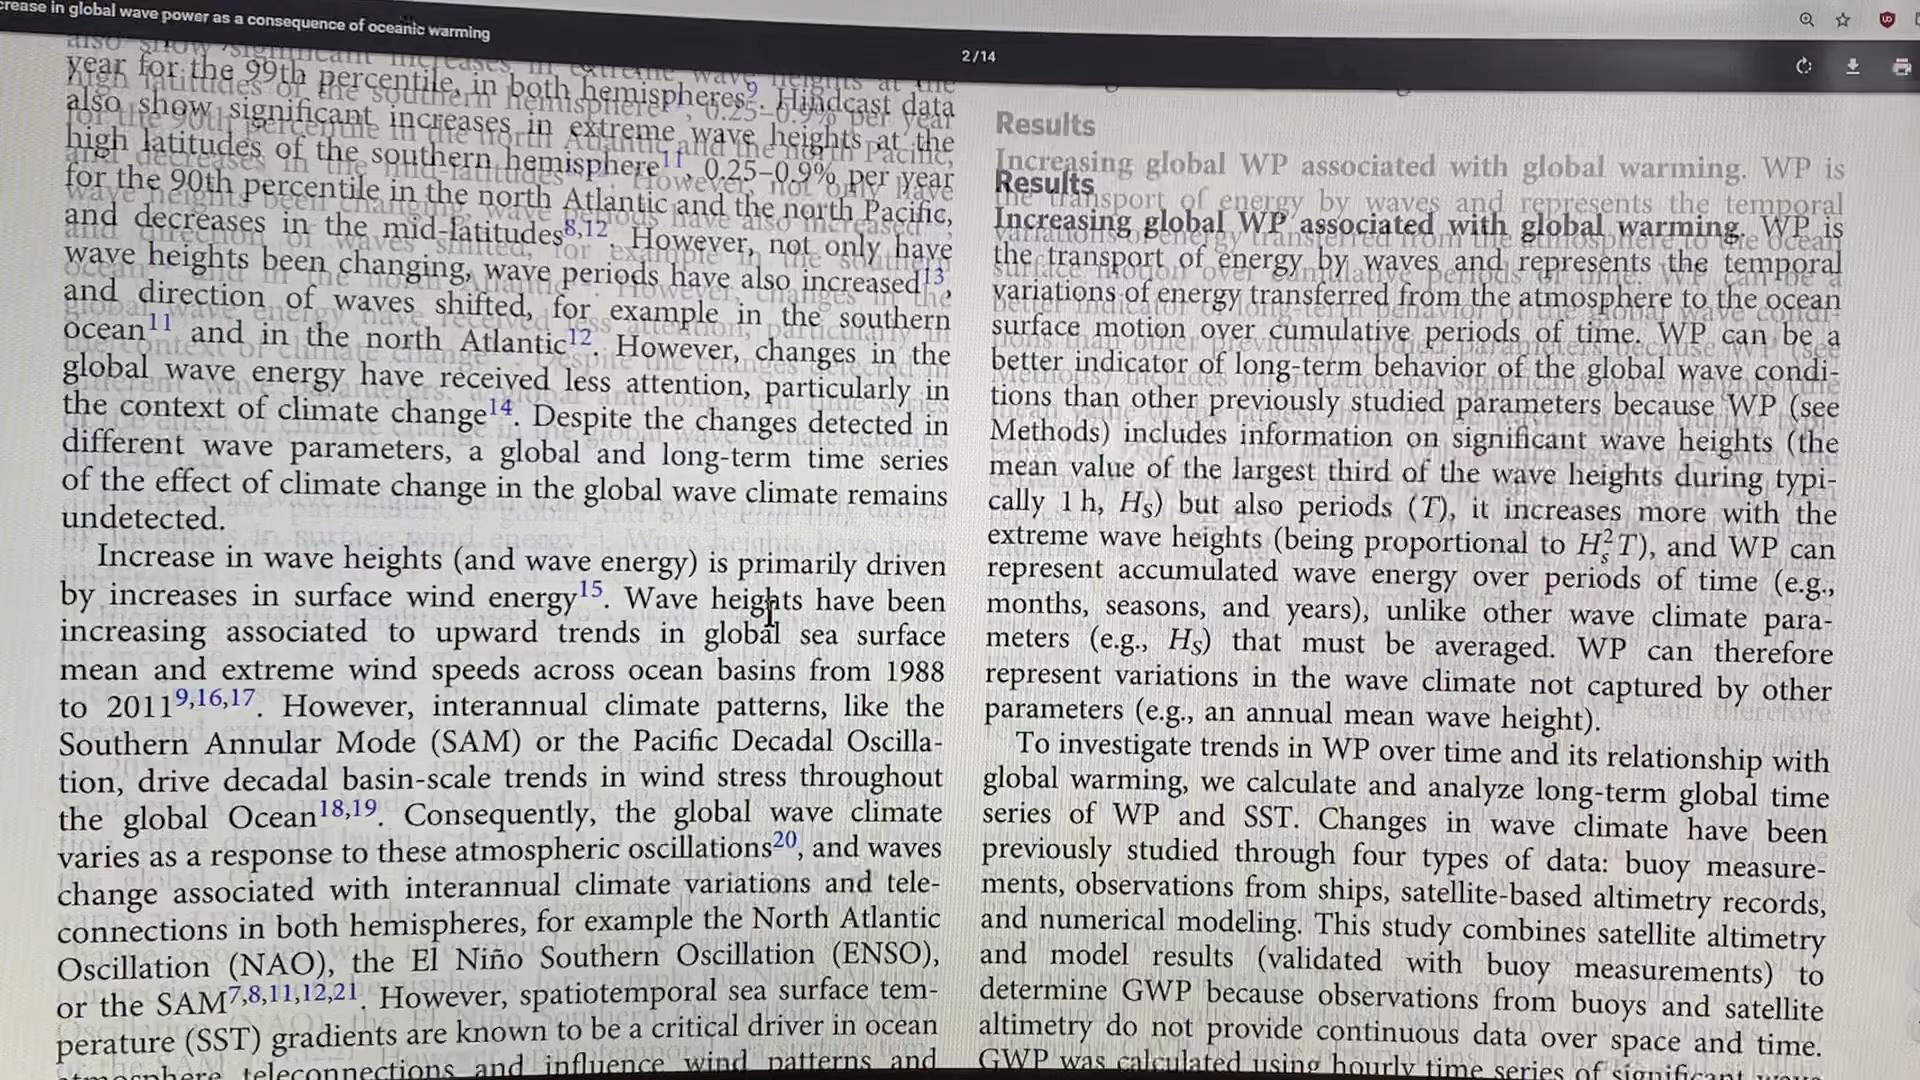 crease in global wave power as a consequence of oceanic warming
2/14
year for the 99th percentile, in both hemispheres9. Hindcast data
also show significant increases in extreme wave heights at the
high latitudes of the southern hemisphere11, 0.25–0.9% per year
for the 90th percentile in the north Atlantic and the north Pacific,
and decreases in the mid-latitudes8,12. However, not only have
wave heights been changing, wave periods have also increased13,
and direction of waves shifted, for example in the southern
ocean11 and in the north Atlantic12. However, changes in the
global wave energy have received less attention, particularly in
the context of climate change14. Despite the changes detected in
different wave parameters, a global and long-term time series
of the effect of climate change in the global wave climate remains
undetected.
Increase in wave heights (and wave energy) is primarily driven
by increases in surface wind energy15. Wave heights have been
increasing associated to upward trends in global sea surface
mean and extreme wind speeds across ocean basins from 1988
to 20119,16,17. However, interannual climate patterns, like the
Southern Annular Mode (SAM) or the Pacific Decadal Oscilla-
tion, drive decadal basin-scale trends in wind stress throughout
the global Ocean18,19. Consequently, the global wave climate
varies as a response to these atmospheric oscillations20, and waves
change associated with interannual climate variations and tele-
connections in both hemispheres, for example the North Atlantic
Oscillation (NAO), the El Niño Southern Oscillation (ENSO),
or the SAM7,8,11,12,21. However, spatiotemporal sea surface tem-
perature (SST) gradients are known to be a critical driver in ocean
atmosphere teleconnections and influence wind patterns and
Results
Increasing global WP associated with global warming. WP is
the transport of energy by waves and represents the temporal
variations of energy transferred from the atmosphere to the ocean
surface motion over cumulative periods of time. WP can be a
better indicator of long-term behavior of the global wave condi-
tions than other previously studied parameters because WP (see
Methods) includes information on significant wave heights (the
mean value of the largest third of the wave heights during typi-
cally 1 h, HS) but also periods (T), it increases more with the
extreme wave heights (being proportional to Hs2T), and WP can
represent accumulated wave energy over periods of time (e.g.,
months, seasons, and years), unlike other wave climate para-
meters (e.g., HS) that must be averaged. WP can therefore
represent variations in the wave climate not captured by other
parameters (e.g., an annual mean wave height).
To investigate trends in WP over time and its relationship with
global warming, we calculate and analyze long-term global time
series of WP and SST. Changes in wave climate have been
previously studied through four types of data: buoy measure-
ments, observations from ships, satellite-based altimetry records,
and numerical modeling. This study combines satellite altimetry
and model results (validated with buoy measurements) to
determine GWP because observations from buoys and satellite
altimetry do not provide continuous data over space and time.
GWP was calculated using hourly time series of significant wave